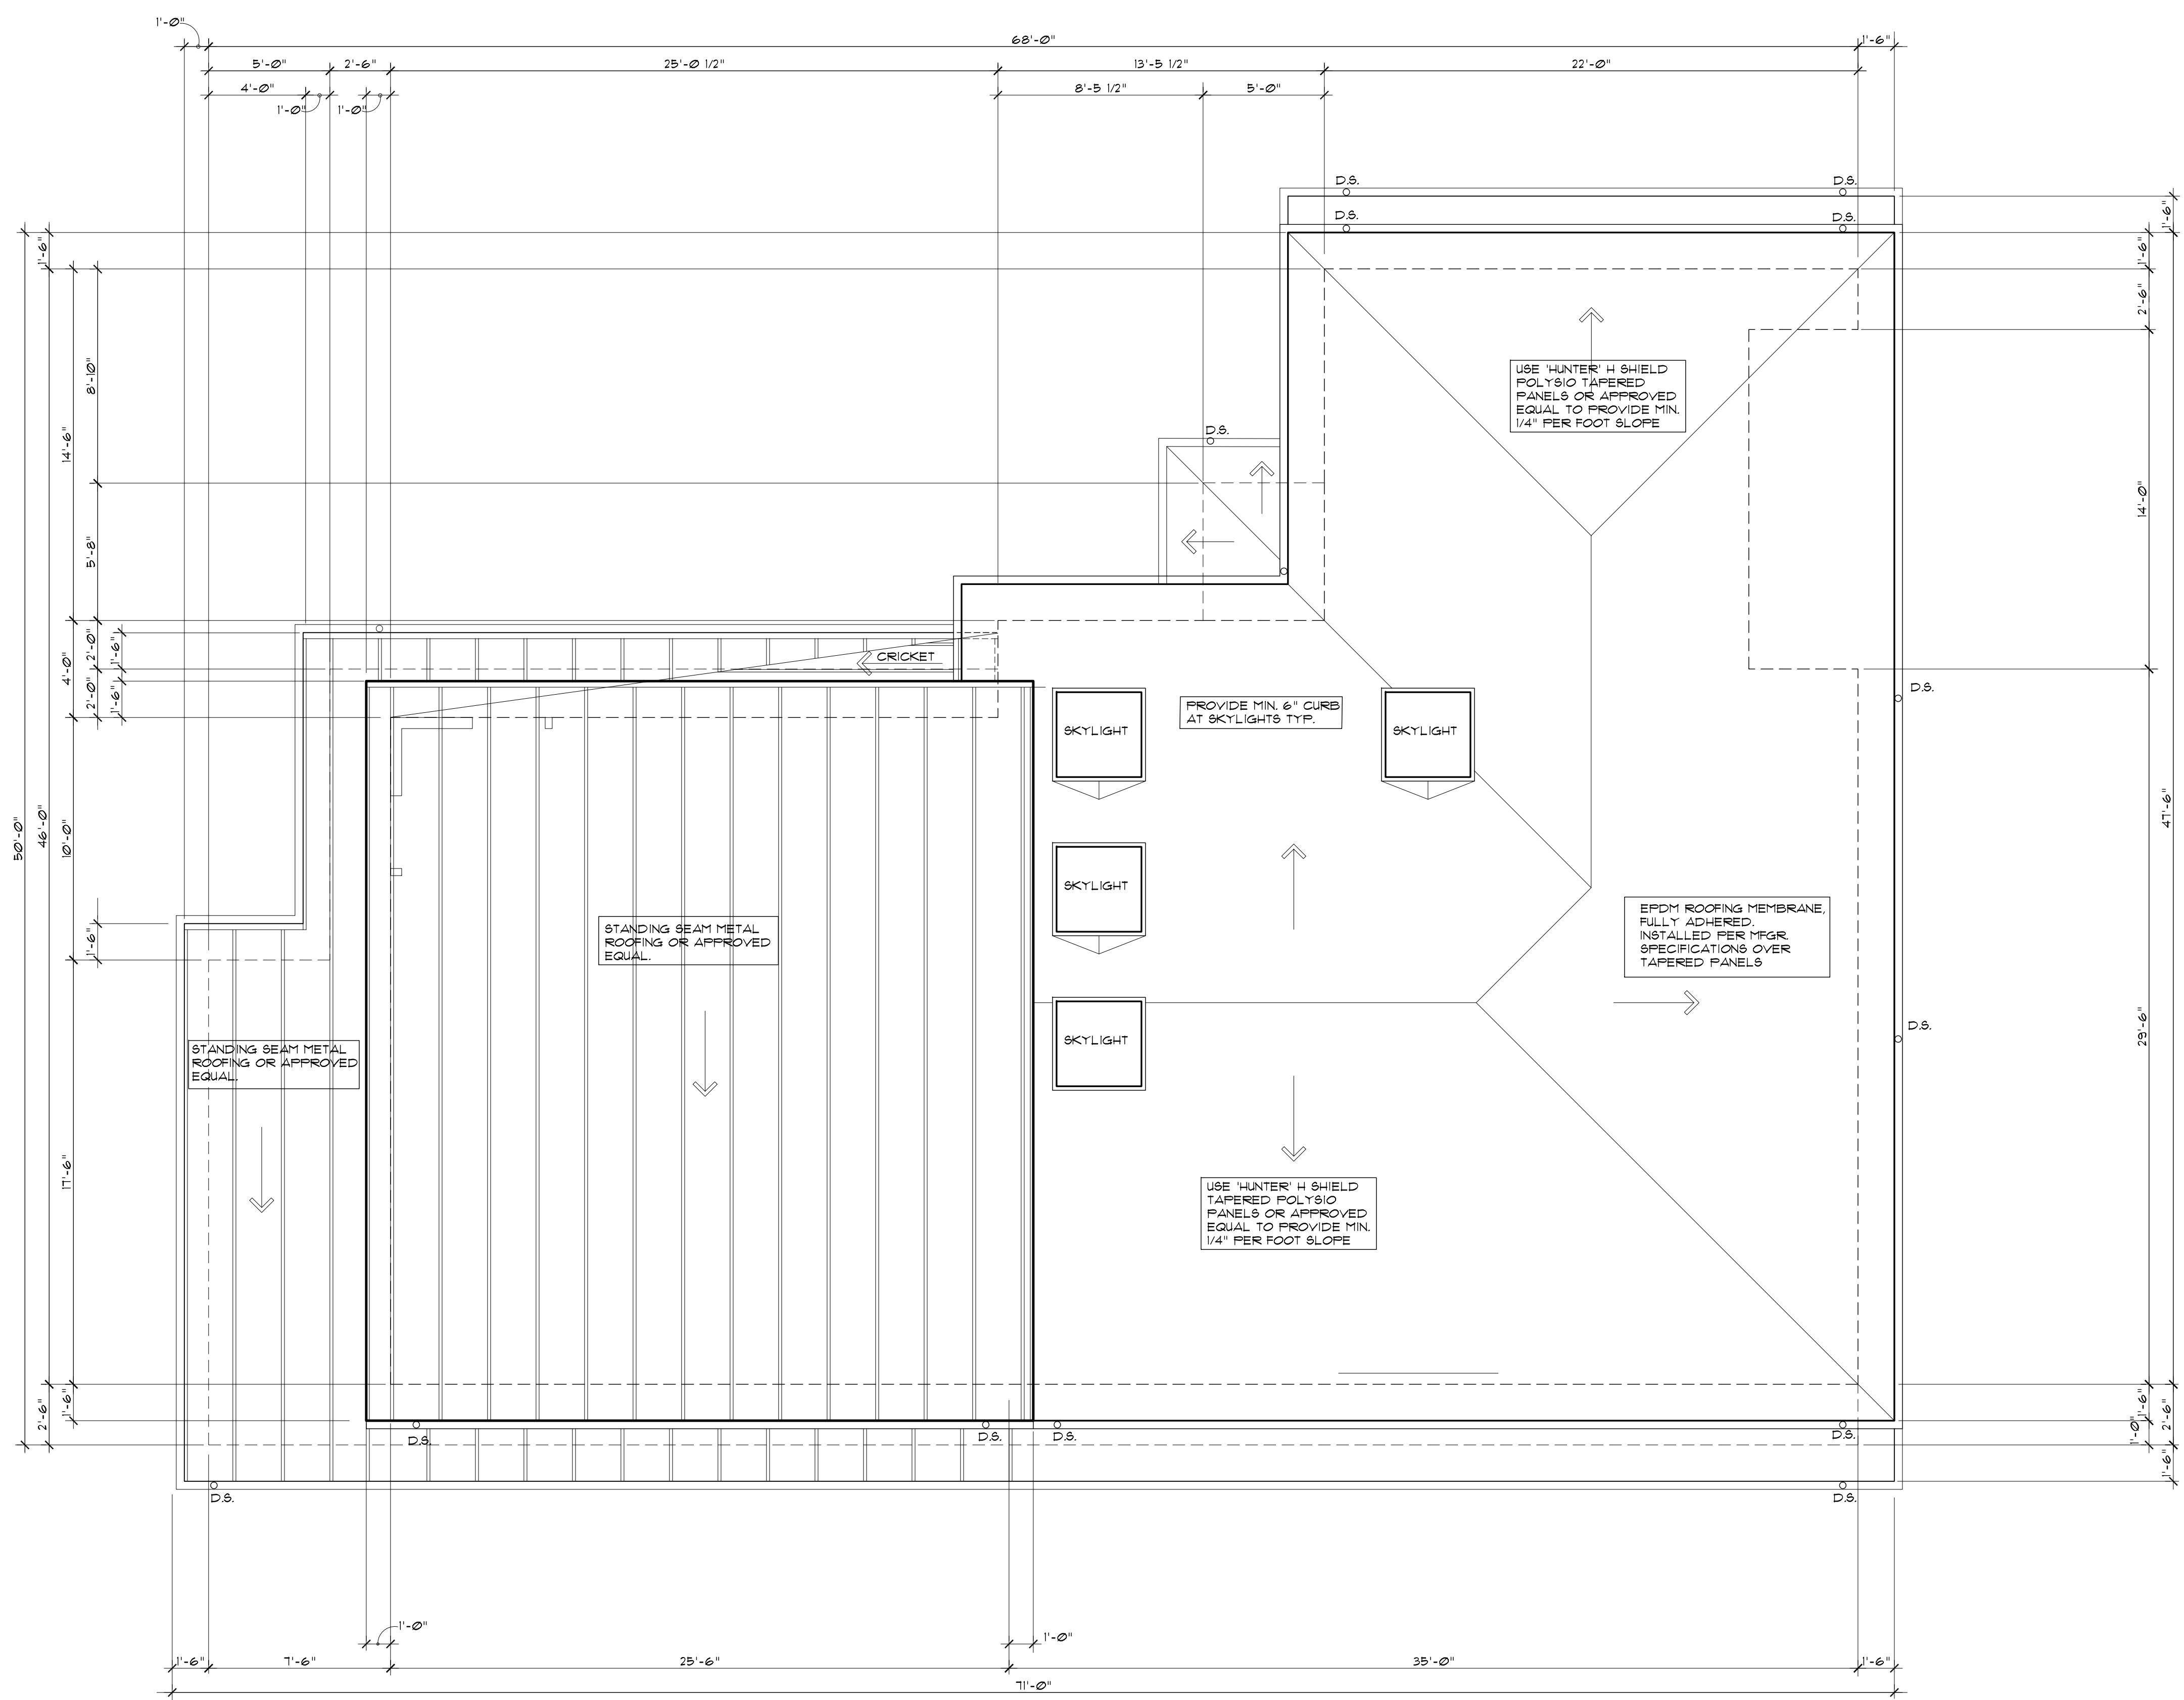 1'-0"
68'-0"
1'-6"
5'-0"
2'-6"
25'-0 1/2"
13'-5 1/2"
22'-0"
4'-0"
1'-0"
1'-0"
8'-5 1/2"
5'-0"
D.S.
D.S.
D.S.
D.S.
1'-6"
1'-6"
1'-6"
2'-6"
8'-10"
14'-6"
USE 'HUNTER' H SHIELD
POLYSIO TAPERED
PANELS OR APPROVED
EQUAL TO PROVIDE MIN.
1/4" PER FOOT SLOPE
D.S.
14'-0"
5'-8"
2'-0"
1'-6"
4'-0"
2'-0"
1'-6"
CRICKET
D.S.
PROVIDE MIN. 6" CURB
AT SKYLIGHTS TYP.
SKYLIGHT
SKYLIGHT
50'-0"
46'-0"
10'-0"
47'-6"
SKYLIGHT
1'-6"
STANDING SEAM METAL
ROOFING OR APPROVED
EQUAL.
EPDM ROOFING MEMBRANE,
FULLY ADHERED.
INSTALLED PER MFGR.
SPECIFICATIONS OVER
TAPERED PANELS
29'-6"
D.S.
STANDING SEAM METAL
ROOFING OR APPROVED
EQUAL.
SKYLIGHT
17'-6"
USE 'HUNTER' H SHIELD
TAPERED POLYSIO
PANELS OR APPROVED
EQUAL TO PROVIDE MIN.
1/4" PER FOOT SLOPE
2'-6"
1'-6"
1'-6"
1'-0"
2'-6"
1'-6"
D.S.
D.S.
D.S.
D.S.
D.S.
D.S.
1'-0"
1'-0"
1'-6"
7'-6"
25'-6"
35'-0"
1'-6"
71'-0"